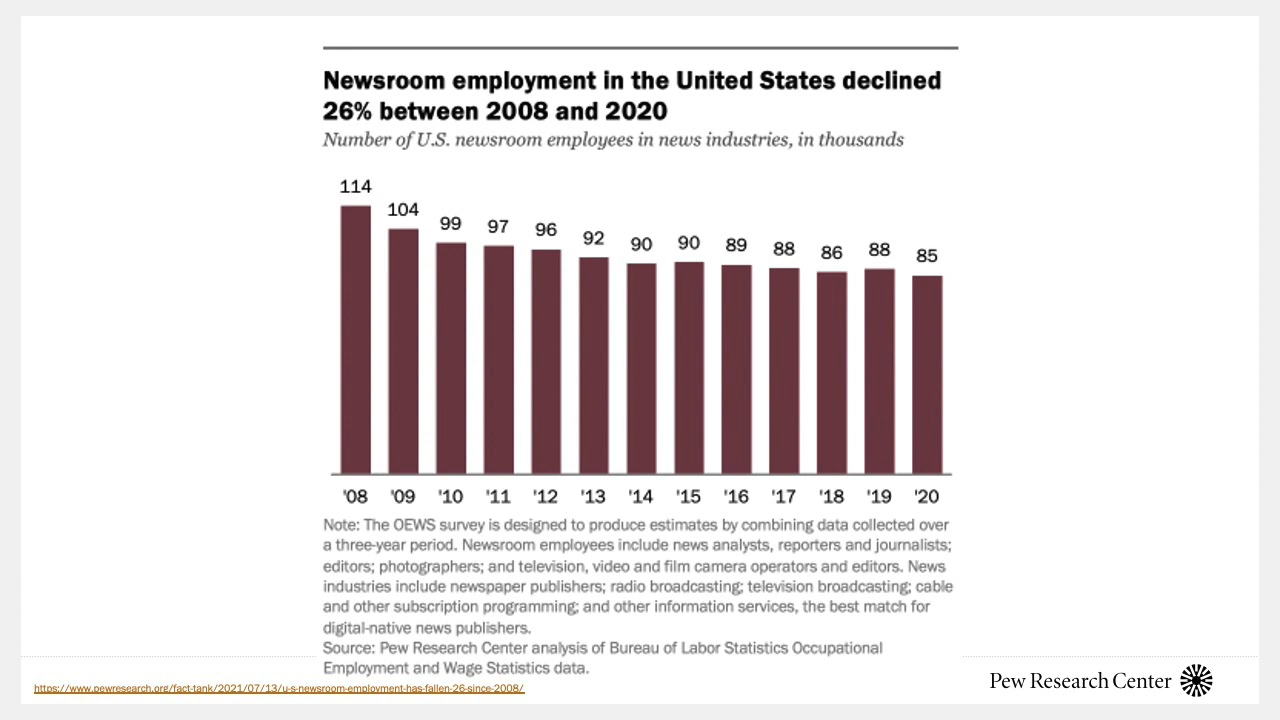 Newsroom employment in the United States declined
26% between 2008 and 2020
Number of U.S. newsroom employees in news industries, in thousands
114
104
99
97
96
92
90
90
89
88
86
88
85
'08 '09 '10 '11 '12 '13 '14 '15 '16 '17 '18 '19 '20
Note: The OEWS survey is designed to produce estimates by combining data collected over
a three-year period. Newsroom employees include news analysts, reporters and journalists;
editors; photographers; and television, video and film camera operators and editors. News
industries include newspaper publishers; radio broadcasting; television broadcasting; cable
and other subscription programming; and other information services, the best match for
digital-native news publishers.
Source: Pew Research Center analysis of Bureau of Labor Statistics Occupational
Employment and Wage Statistics data.
https://www.pewresearch.org/fact-tank/2021/07/13/u-s-newsroom-employment-has-fallen-26-since-2008/
Pew Research Center